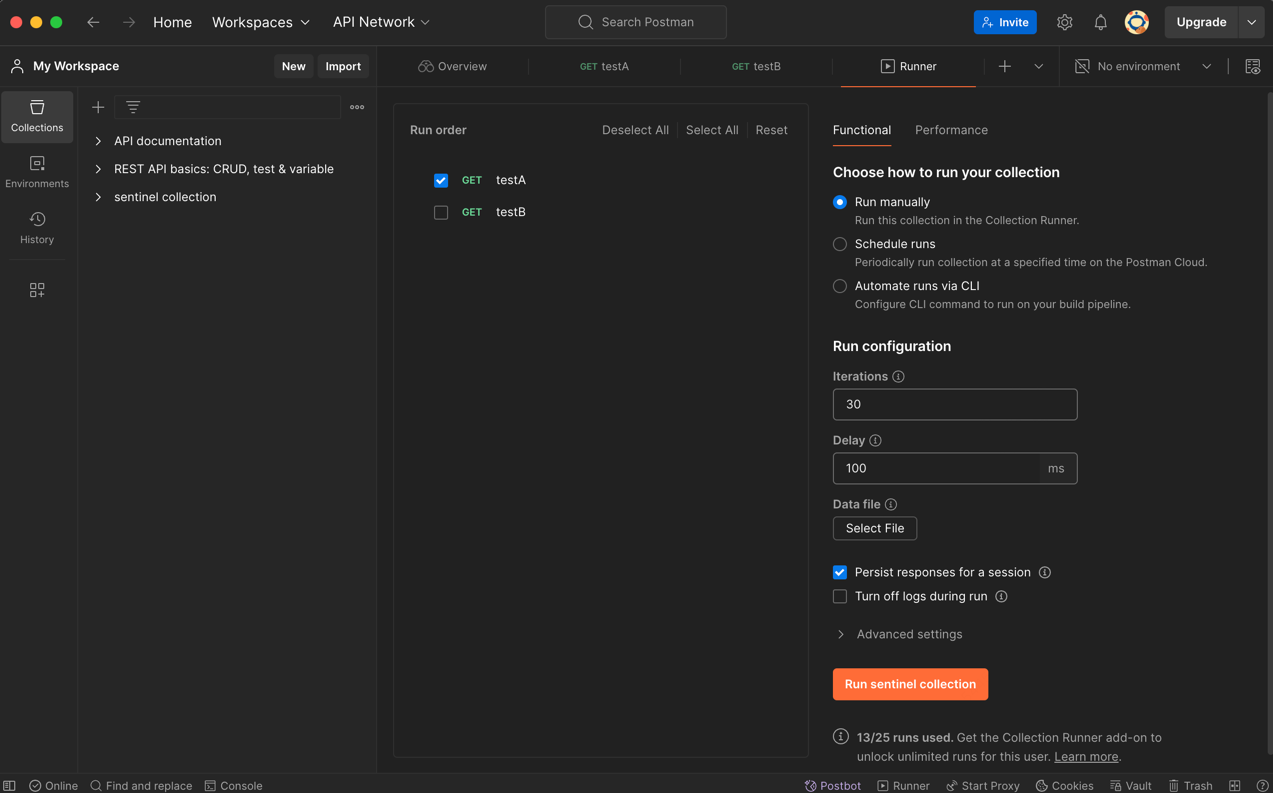 Home Workspaces API Network Search Postman Invite Upgrade
My Workspace New Import Overview GET testA GET testB Runner No environment
Collections
Environments
History
API documentation
REST API basics: CRUD, test & variable
sentinel collection
Run order Deselect All Select All Reset
GET testA
GET testB
Functional Performance
Choose how to run your collection
Run manually
Run this collection in the Collection Runner.
Schedule runs
Periodically run collection at a specified time on the Postman Cloud.
Automate runs via CLI
Configure CLI command to run on your build pipeline.
Run configuration
Iterations
30
Delay
100 ms
Data file
Select File
Persist responses for a session
Turn off logs during run
Advanced settings
Run sentinel collection
13/25 runs used. Get the Collection Runner add-on to
unlock unlimited runs for this user. Learn more.
Online Find and replace Console Postbot Runner Start Proxy Cookies Vault Trash